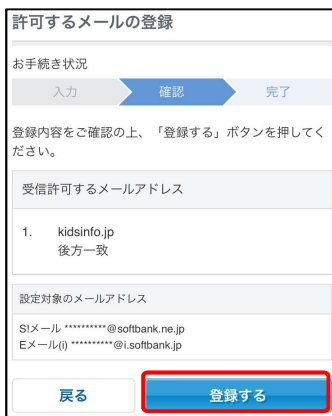 許可するメールの登録
お手続き状況
入力
確認
完了
登録内容をご確認の上、「登録する」ボタンを押してく
ださい。
受信許可するメールアドレス
1. kidsinfo.jp
後方一致
設定対象のメールアドレス
S!メール **********@softbank.ne.jp
Eメール(i) **********@i.softbank.jp
戻る
登録する